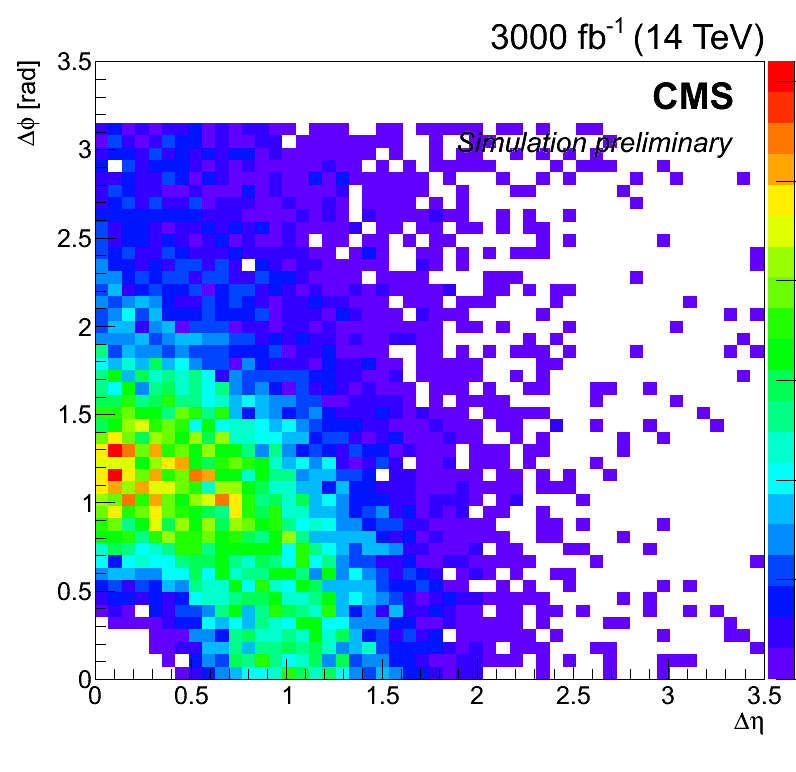 3000 fb-1 (14 TeV)
CMS
Simulation preliminary
Δϕ [rad]
3.5
3
2.5
2
1.5
1
0.5
0
0 0.5 1 1.5 2 2.5 3 3.5
Δη